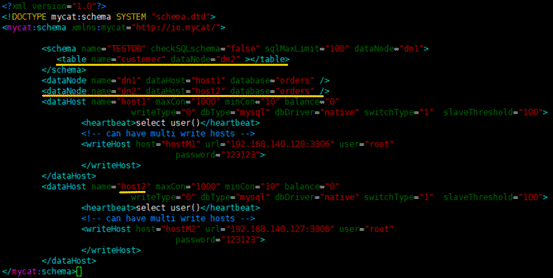 <?xml version="1.0"?>
<!DOCTYPE mycat:schema SYSTEM "schema.dtd">
<mycat:schema xmlns:mycat="http://io.mycat/">
<schema name="TESTDB" checkSQLschema="false" sqlMaxLimit="100" dataNode="dn1">
<table name="customer" dataNode="dn2" ></table>
</schema>
<dataNode name="dn1" dataHost="host1" database="orders" />
<dataNode name="dn2" dataHost="host2" database="orders" />
<dataHost name="host1" maxCon="1000" minCon="10" balance="0"
writeType="0" dbType="mysql" dbDriver="native" switchType="1" slaveThreshold="100">
<heartbeat>select user()</heartbeat>
<!-- can have multi write hosts -->
<writeHost host="hostM1" url="192.168.140.128:3306" user="root"
password="123123">
</writeHost>
</dataHost>
<dataHost name="host2" maxCon="1000" minCon="10" balance="0"
writeType="0" dbType="mysql" dbDriver="native" switchType="1" slaveThreshold="100">
<heartbeat>select user()</heartbeat>
<!-- can have multi write hosts -->
<writeHost host="hostM2" url="192.168.140.127:3306" user="root"
password="123123">
</writeHost>
</dataHost>
</mycat:schema>